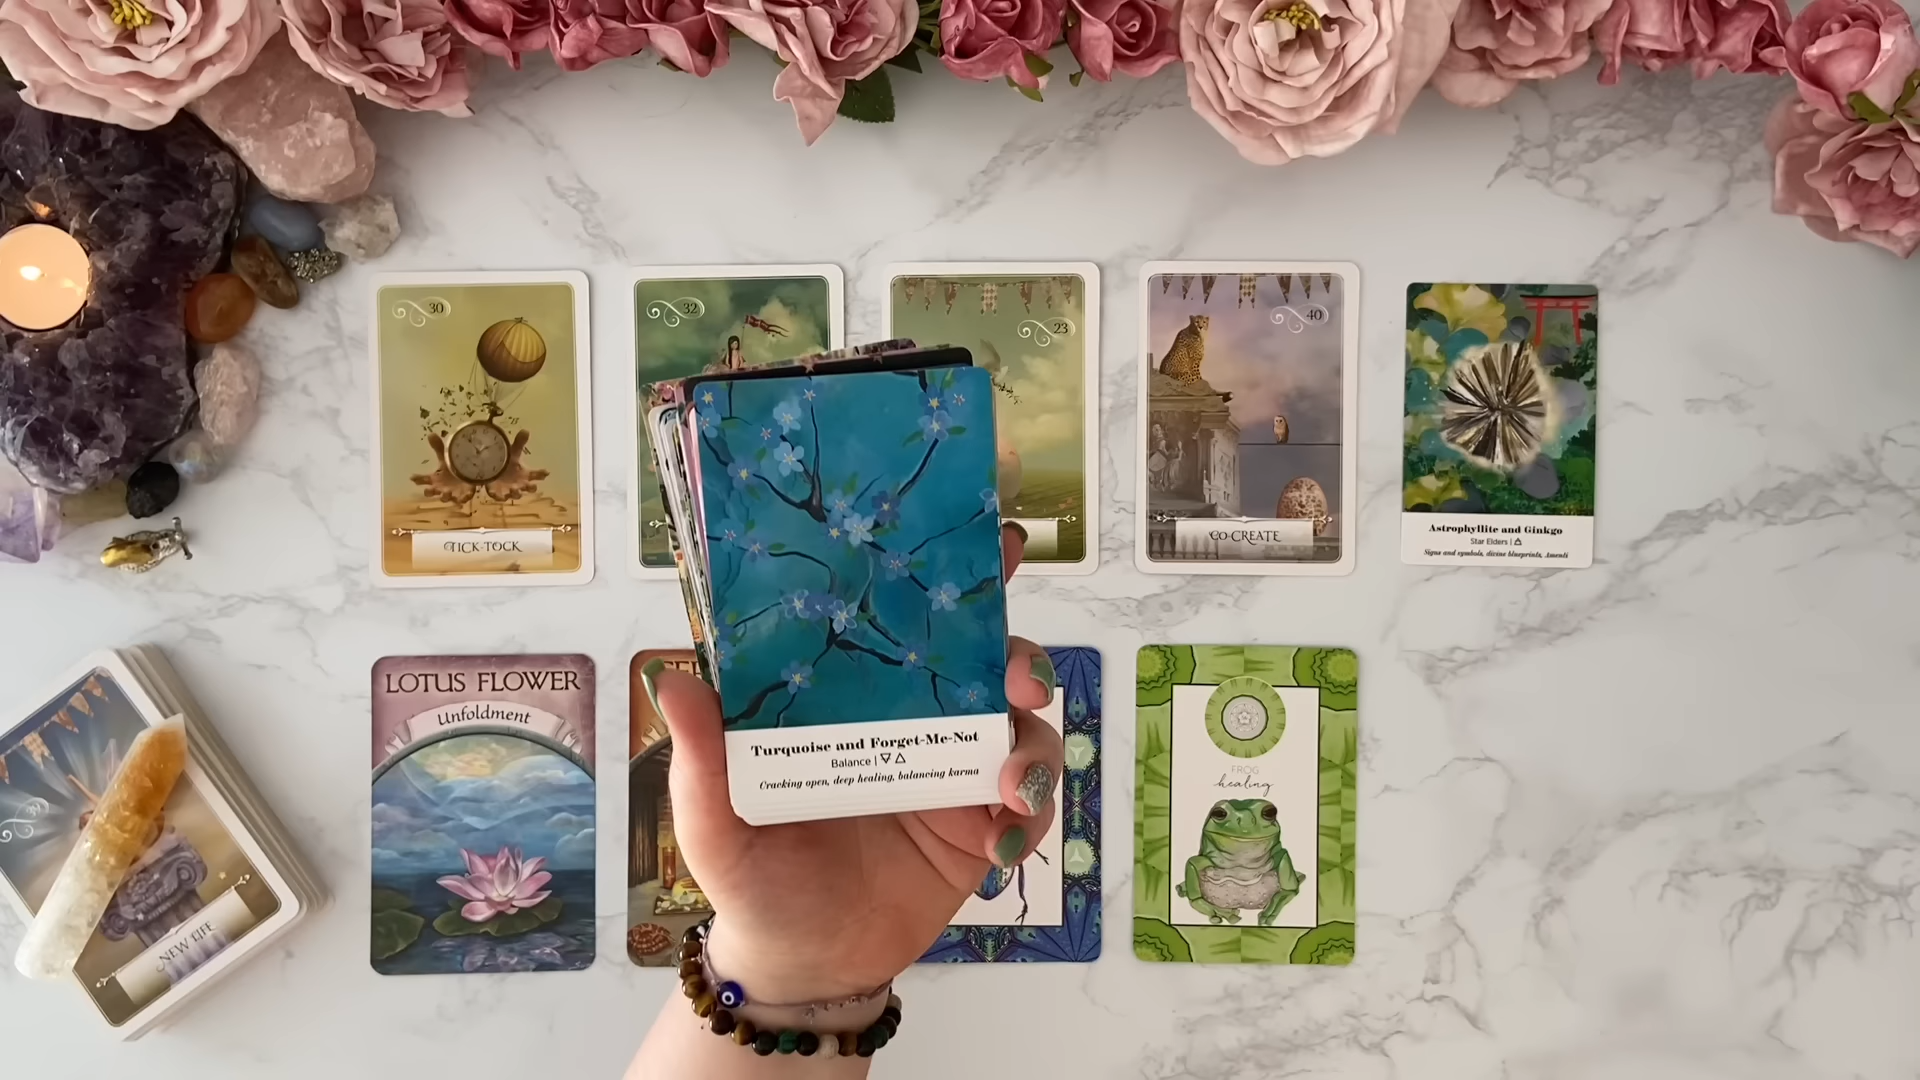 30
32
23
40
TICK-TOCK
CO-CREATE
Astrophyllite and Ginkgo
Star Elders |
Signs and symbols, divine blueprints, Amenti
LOTUS FLOWER
Unfoldment
Turquoise and Forget-Me-Not
Balance |
Cracking open, deep healing, balancing karma
FROG
healing
39
NEW LIFE